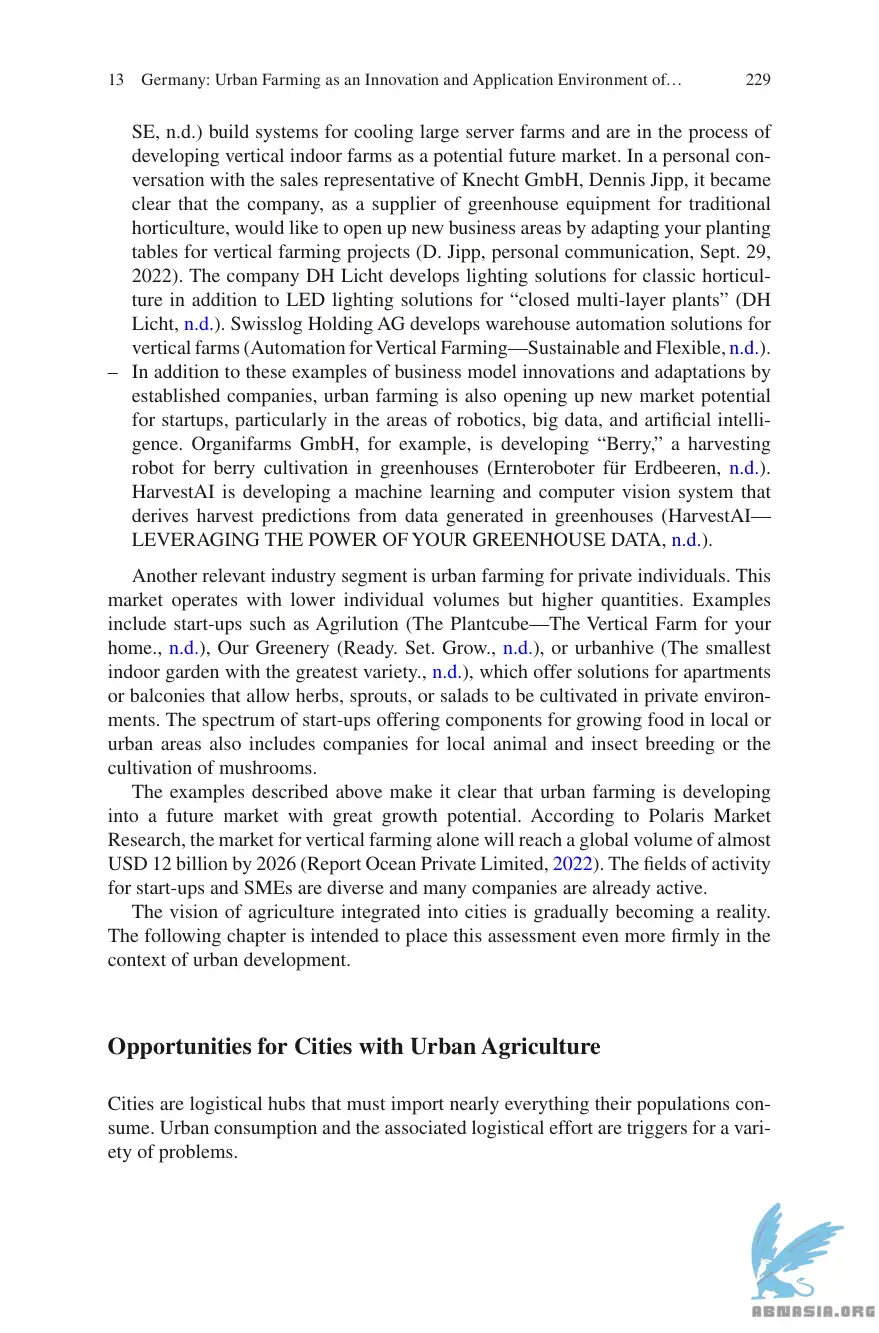 13 Germany: Urban Farming as an Innovation and Application Environment of… 229
SE, n.d.) build systems for cooling large server farms and are in the process of
developing vertical indoor farms as a potential future market. In a personal con-
versation with the sales representative of Knecht GmbH, Dennis Jipp, it became
clear that the company, as a supplier of greenhouse equipment for traditional
horticulture, would like to open up new business areas by adapting your planting
tables for vertical farming projects (D. Jipp, personal communication, Sept. 29,
2022). The company DH Licht develops lighting solutions for classic horticul-
ture in addition to LED lighting solutions for “closed multi-layer plants” (DH
Licht, n.d.). Swisslog Holding AG develops warehouse automation solutions for
vertical farms (Automation for Vertical Farming—Sustainable and Flexible, n.d.).
– In addition to these examples of business model innovations and adaptations by
established companies, urban farming is also opening up new market potential
for startups, particularly in the areas of robotics, big data, and artificial intelli-
gence. Organifarms GmbH, for example, is developing “Berry,” a harvesting
robot for berry cultivation in greenhouses (Ernteroboter für Erdbeeren, n.d.).
HarvestAI is developing a machine learning and computer vision system that
derives harvest predictions from data generated in greenhouses (HarvestAI—
LEVERAGING THE POWER OF YOUR GREENHOUSE DATA, n.d.).
Another relevant industry segment is urban farming for private individuals. This
market operates with lower individual volumes but higher quantities. Examples
include start-ups such as Agrilution (The Plantcube—The Vertical Farm for your
home., n.d.), Our Greenery (Ready. Set. Grow., n.d.), or urbanhive (The smallest
indoor garden with the greatest variety., n.d.), which offer solutions for apartments
or balconies that allow herbs, sprouts, or salads to be cultivated in private environ-
ments. The spectrum of start-ups offering components for growing food in local or
urban areas also includes companies for local animal and insect breeding or the
cultivation of mushrooms.
The examples described above make it clear that urban farming is developing
into a future market with great growth potential. According to Polaris Market
Research, the market for vertical farming alone will reach a global volume of almost
USD 12 billion by 2026 (Report Ocean Private Limited, 2022). The fields of activity
for start-ups and SMEs are diverse and many companies are already active.
The vision of agriculture integrated into cities is gradually becoming a reality.
The following chapter is intended to place this assessment even more firmly in the
context of urban development.
Opportunities for Cities with Urban Agriculture
Cities are logistical hubs that must import nearly everything their populations con-
sume. Urban consumption and the associated logistical effort are triggers for a vari-
ety of problems.
ABNASIA.ORG